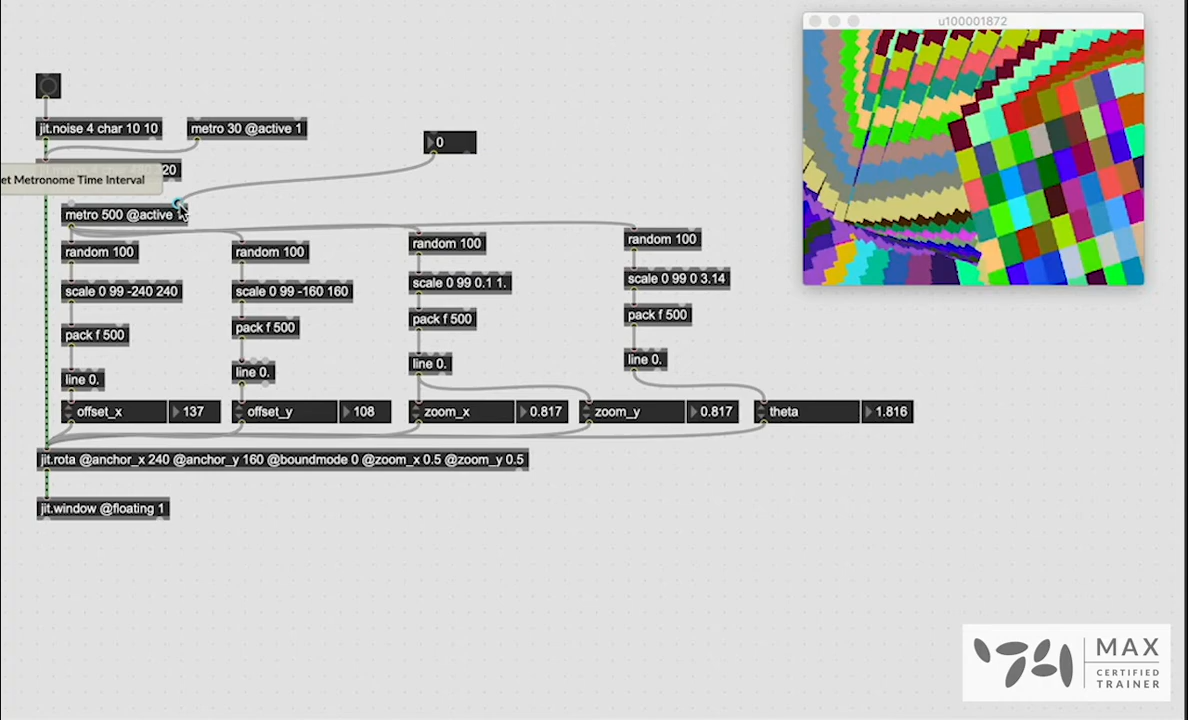 u100001872
jit.noise 4 char 10 10
metro 30 @active 1
0
20
et Metronome Time Interval
metro 500 @active 1
random 100
random 100
random 100
random 100
scale 0 99 -240 240
scale 0 99 -160 160
scale 0 99 0.1 1.
scale 0 99 0 3.14
pack f 500
pack f 500
pack f 500
pack f 500
line 0.
line 0.
line 0.
line 0.
offset_x 137
offset_y 108
zoom_x 0.817
zoom_y 0.817
theta 1.816
jit.rota @anchor_x 240 @anchor_y 160 @boundmode 0 @zoom_x 0.5 @zoom_y 0.5
jit.window @floating 1
MAX
CERTIFIED
TRAINER